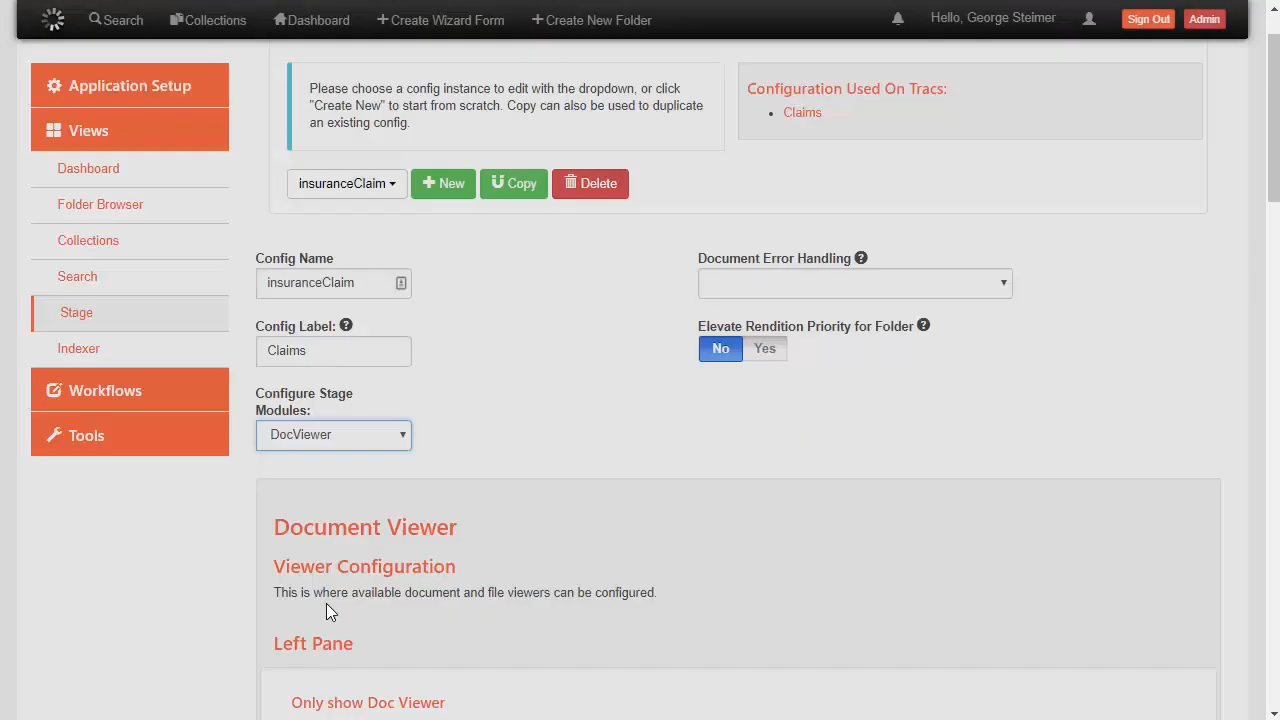 Search
Collections
Dashboard
Create Wizard Form
Create New Folder
Hello, George Steimer
Sign Out
Admin
Application Setup
Views
Dashboard
Folder Browser
Collections
Search
Stage
Indexer
Workflows
Tools
Please choose a config instance to edit with the dropdown, or click
"Create New" to start from scratch. Copy can also be used to duplicate
an existing config.
Configuration Used On Tracs:
Claims
insuranceClaim
New
Copy
Delete
Config Name
insuranceClaim
Config Label:
Claims
Configure Stage
Modules:
DocViewer
Document Error Handling
Elevate Rendition Priority for Folder
No
Yes
Document Viewer
Viewer Configuration
This is where available document and file viewers can be configured.
Left Pane
Only show Doc Viewer